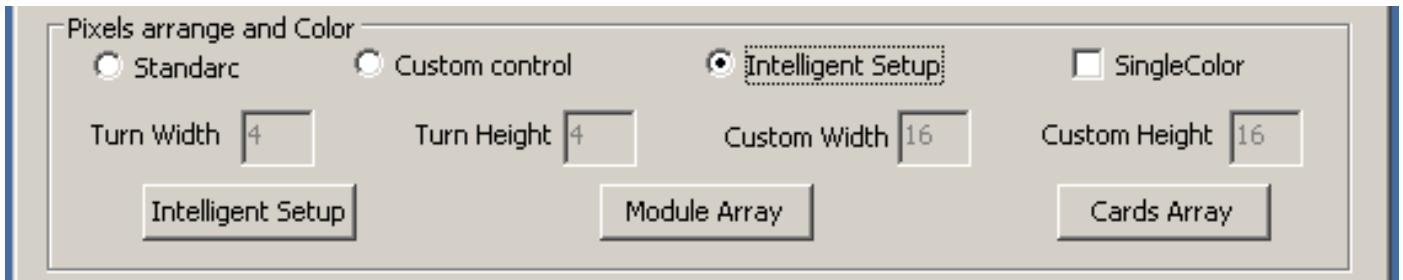 Pixels arrange and Color
Standarc Custom control Intelligent Setup SingleColor
Turn Width 4 Turn Height 4 Custom Width 16 Custom Height 16
Intelligent Setup Module Array Cards Array